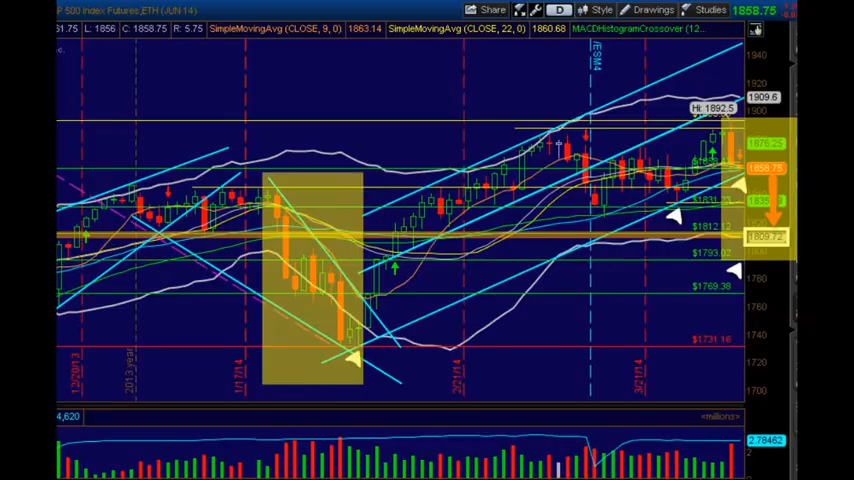 P 500 Index Futures,ETH (JUN 14)
Share
D
Style
Drawings
Studies
1858.75
61.75
L: 1856
C: 1858.75
R: 5.75
SimpleMovingAvg (CLOSE, 9, 0)
1863.14
SimpleMovingAvg (CLOSE, 22, 0)
1860.68
MACDHistogramCrossover (12...
/ESM4
1940
1920
1909.6
Hi: 1892.5
1900
1876.25
1858.75
1835
$1831.23
$1812.12
1809.72
$1793.07
1780
$1769.38
1760
1740
$1731.16
1720
1700
12/20/13
2013 year
1/17/14
2/21/14
3/21/14
4,620
<millions>
2.78462